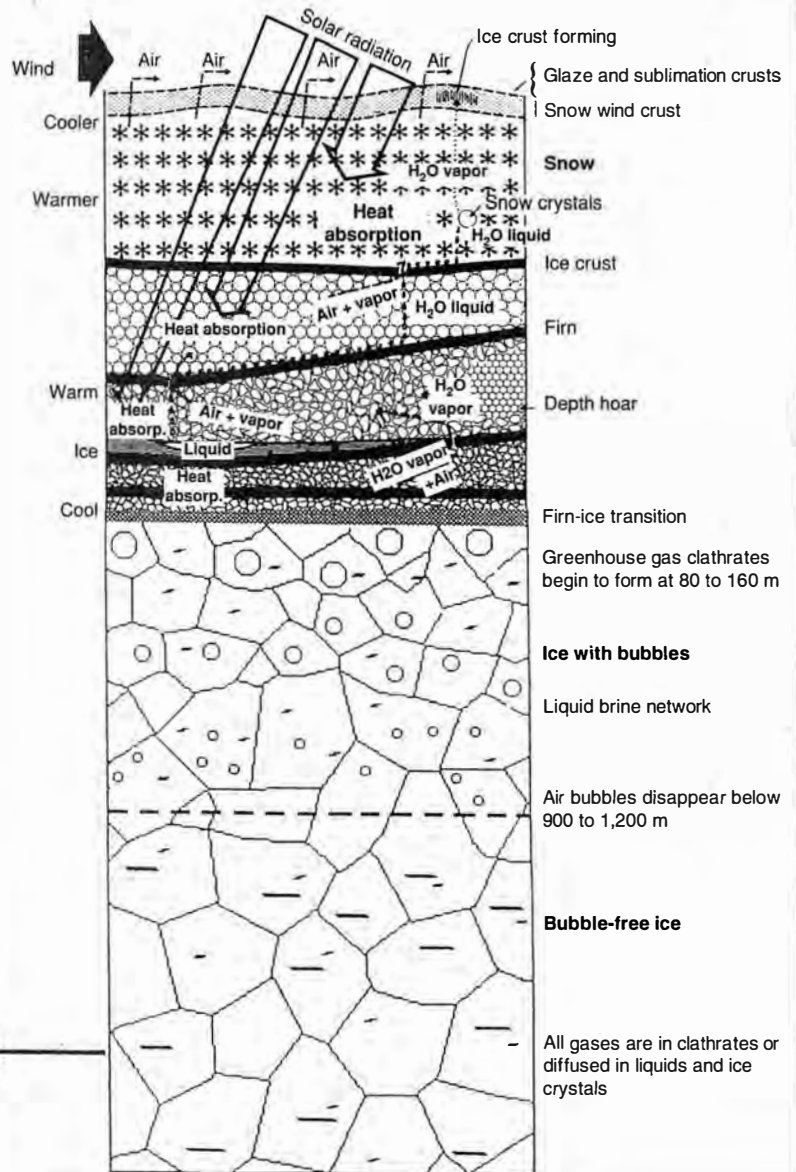 Solar radiation
Ice crust forming
Wind
Air
Air
Air
Air
Glaze and sublimation crusts
Snow wind crust
Cooler
Snow
H₂O vapor
Warmer
Snow crystals
Heat
absorption
H₂O liquid
Ice crust
Air + vapor
H₂O liquid
Heat absorption
Firn
Warm
H₂O
vapor
Depth hoar
Heat
absorp.
Air + vapor
Ice
Liquid
H2O vapor
+Air
Heat
absorp.
Cool
Firn-ice transition
Greenhouse gas clathrates
begin to form at 80 to 160 m
Ice with bubbles
Liquid brine network
Air bubbles disappear below
900 to 1,200 m
Bubble-free ice
All gases are in clathrates or
diffused in liquids and ice
crystals